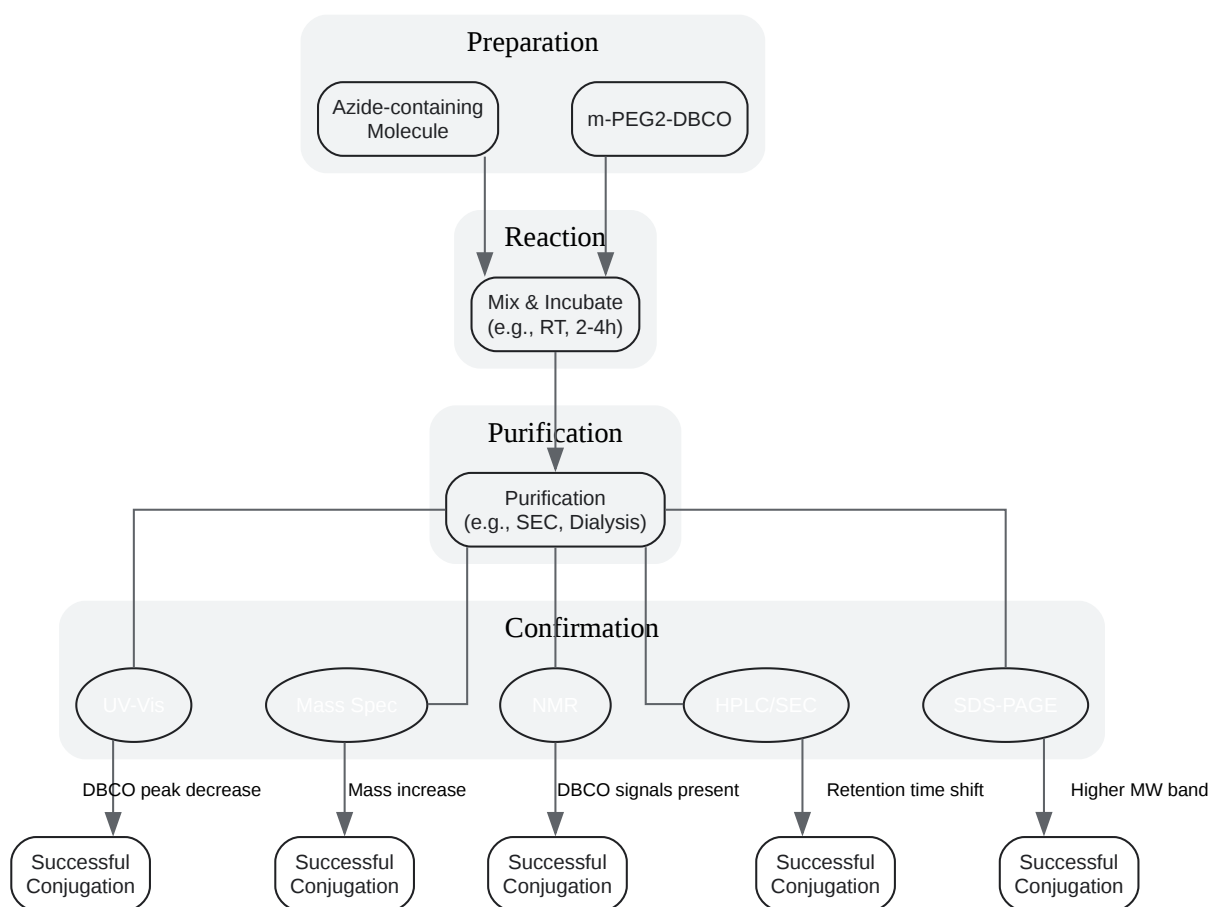 Preparation
Azide-containing
Molecule
m-PEG2-DBCO
Reaction
Mix & Incubate
(e.g., RT, 2-4h)
Purification
Purification
(e.g., SEC, Dialysis)
Confirmation
UV-Vis
Mass Spec
NMR
HPLC/SEC
SDS-PAGE
DBCO peak decrease
Mass increase
DBCO signals present
Retention time shift
Higher MW band
Successful
Conjugation
Successful
Conjugation
Successful
Conjugation
Successful
Conjugation
Successful
Conjugation